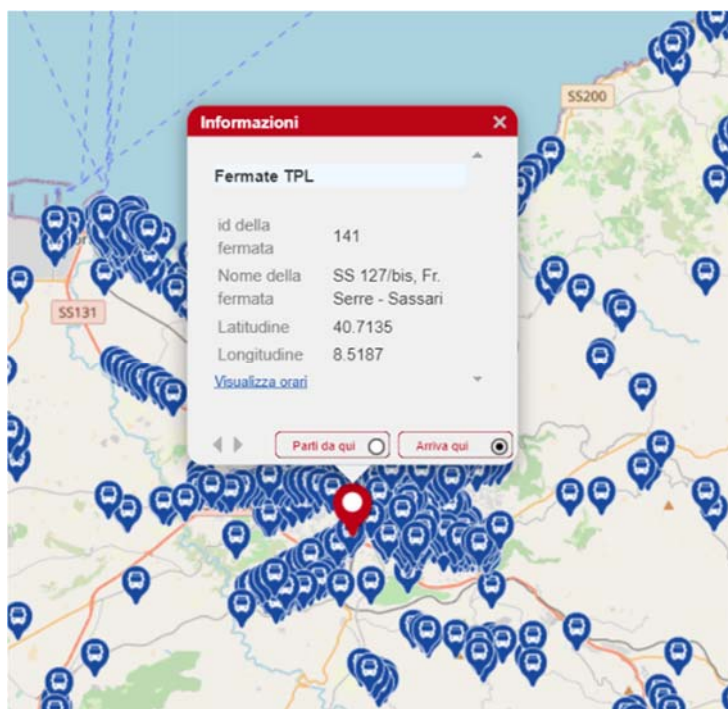 SS200
Informazioni
Fermate TPL
id della
fermata
141
Nome della
fermata
SS 127/bis, Fr.
Serre - Sassari
SS131
Latitudine
40.7135
Longitudine
8.5187
Visualizza orari
Parti da qui
Arriva qui